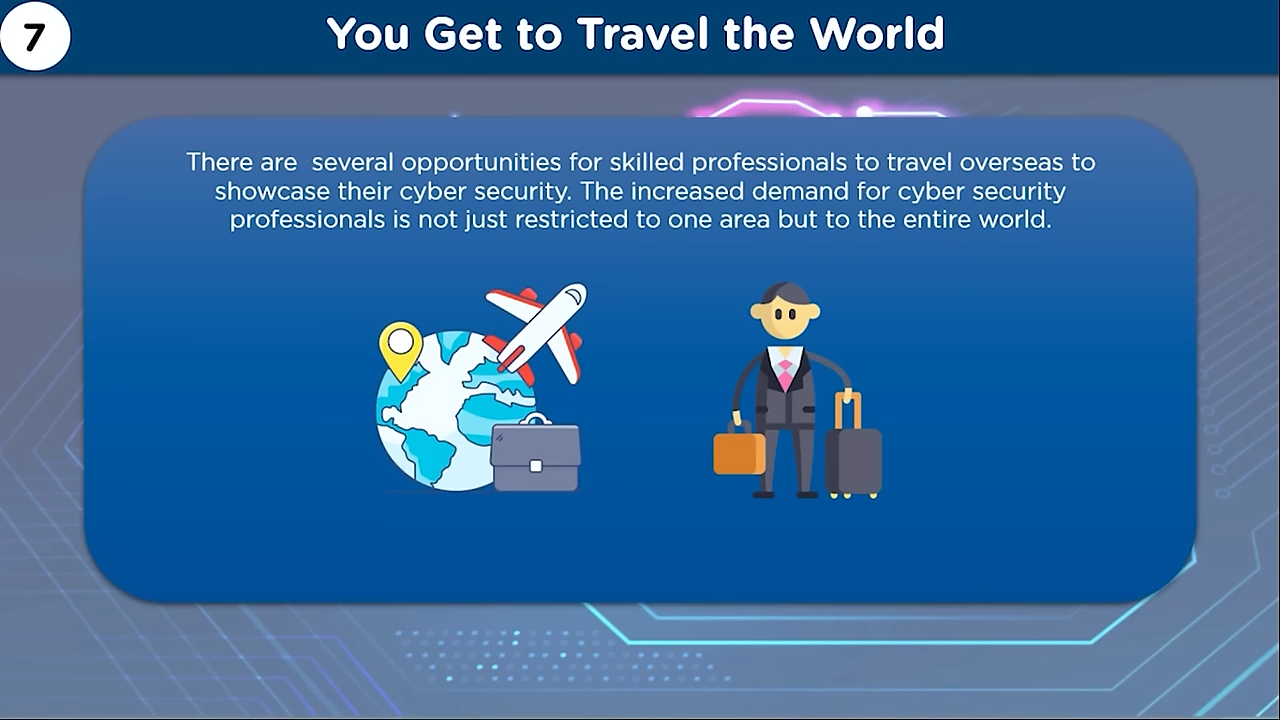 7
You Get to Travel the World
There are  several opportunities for skilled professionals to travel overseas to
showcase their cyber security. The increased demand for cyber security
professionals is not just restricted to one area but to the entire world.